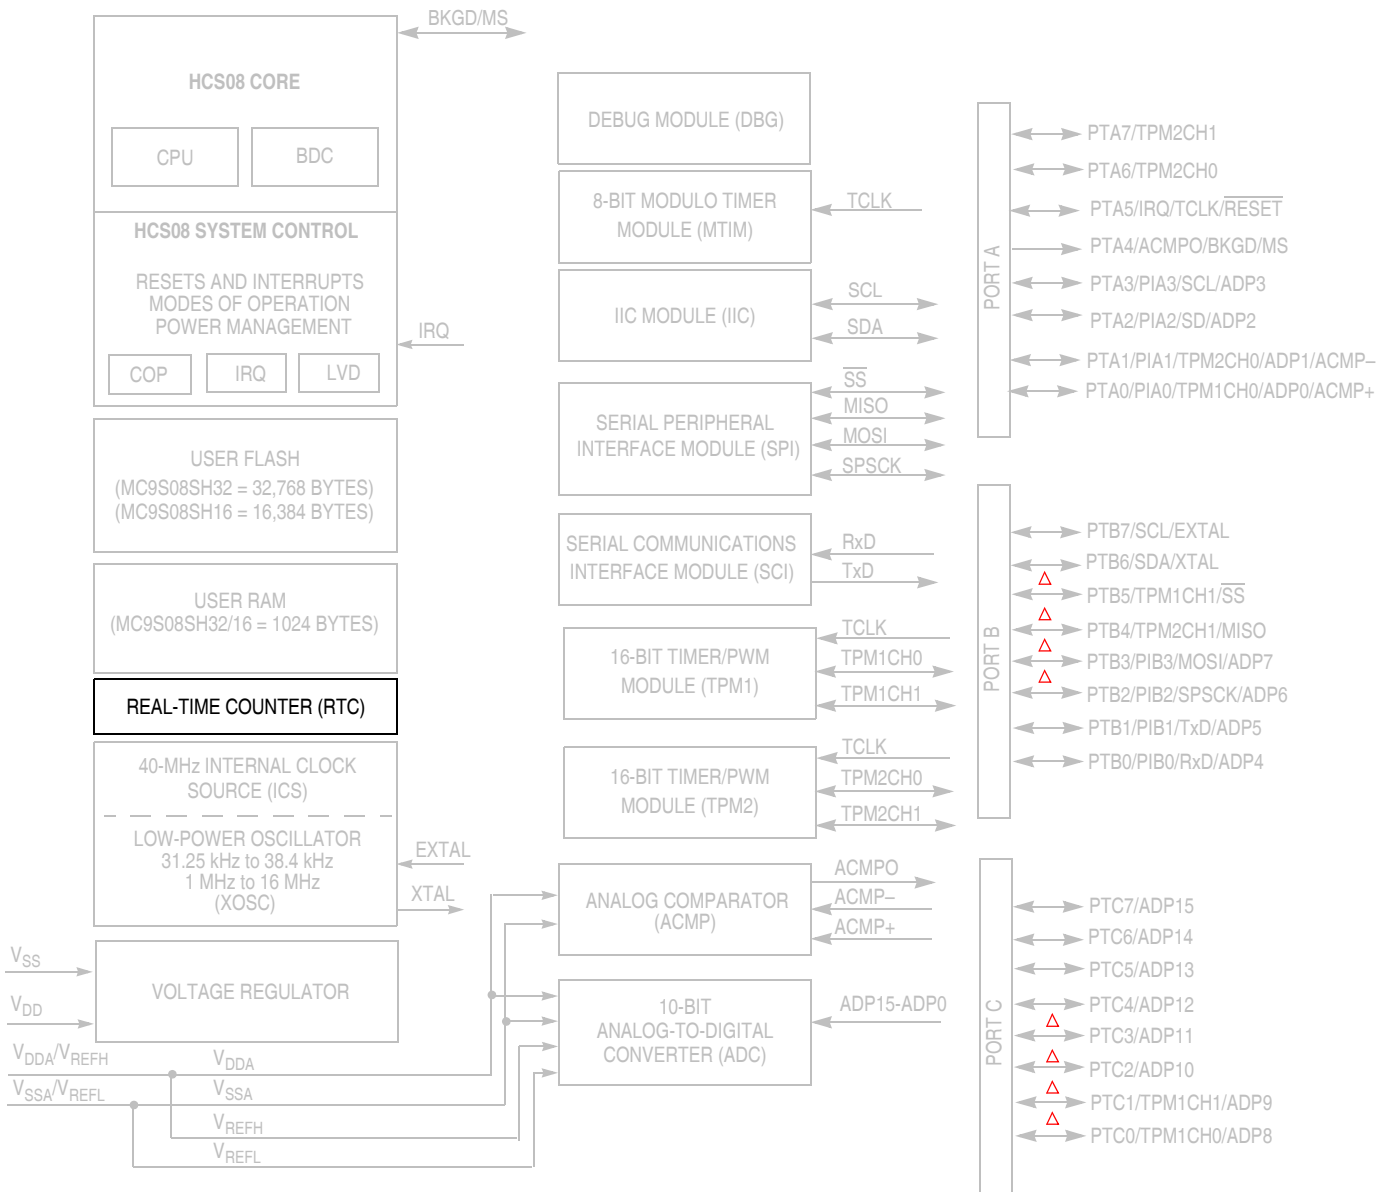 BKGD/MS
HCS08 CORE
CPU
BDC
HCS08 SYSTEM CONTROL
RESETS AND INTERRUPTS
MODES OF OPERATION
POWER MANAGEMENT
IRQ
COP
IRQ
LVD
USER FLASH
(MC9S08SH32 = 32,768 BYTES)
(MC9S08SH16 = 16,384 BYTES)
USER RAM
(MC9S08SH32/16 = 1024 BYTES)
REAL-TIME COUNTER (RTC)
40-MHz INTERNAL CLOCK
SOURCE (ICS)
LOW-POWER OSCILLATOR
31.25 kHz to 38.4 kHz
1 MHz to 16 MHz
(XOSC)
EXTAL
XTAL
VSS
VDD
VOLTAGE REGULATOR
VDDA/VREFH
VSSA/VREFL
VDDA
VSSA
VREFH
VREFL
DEBUG MODULE (DBG)
8-BIT MODULO TIMER
MODULE (MTIM)
TCLK
IIC MODULE (IIC)
SCL
SDA
SERIAL PERIPHERAL
INTERFACE MODULE (SPI)
SS
MISO
MOSI
SPSCK
SERIAL COMMUNICATIONS
INTERFACE MODULE (SCI)
RxD
TxD
16-BIT TIMER/PWM
MODULE (TPM1)
TCLK
TPM1CH0
TPM1CH1
16-BIT TIMER/PWM
MODULE (TPM2)
TCLK
TPM2CH0
TPM2CH1
ANALOG COMPARATOR
(ACMP)
ACMPO
ACMP–
ACMP+
10-BIT
ANALOG-TO-DIGITAL
CONVERTER (ADC)
ADP15-ADP0
PORT A
PTA7/TPM2CH1
PTA6/TPM2CH0
PTA5/IRQ/TCLK/RESET
PTA4/ACMPO/BKGD/MS
PTA3/PIA3/SCL/ADP3
PTA2/PIA2/SD/ADP2
PTA1/PIA1/TPM2CH0/ADP1/ACMP–
PTA0/PIA0/TPM1CH0/ADP0/ACMP+
PORT B
PTB7/SCL/EXTAL
PTB6/SDA/XTAL
PTB5/TPM1CH1/SS
PTB4/TPM2CH1/MISO
PTB3/PIB3/MOSI/ADP7
PTB2/PIB2/SPSCK/ADP6
PTB1/PIB1/TxD/ADP5
PTB0/PIB0/RxD/ADP4
PORT C
PTC7/ADP15
PTC6/ADP14
PTC5/ADP13
PTC4/ADP12
PTC3/ADP11
PTC2/ADP10
PTC1/TPM1CH1/ADP9
PTC0/TPM1CH0/ADP8